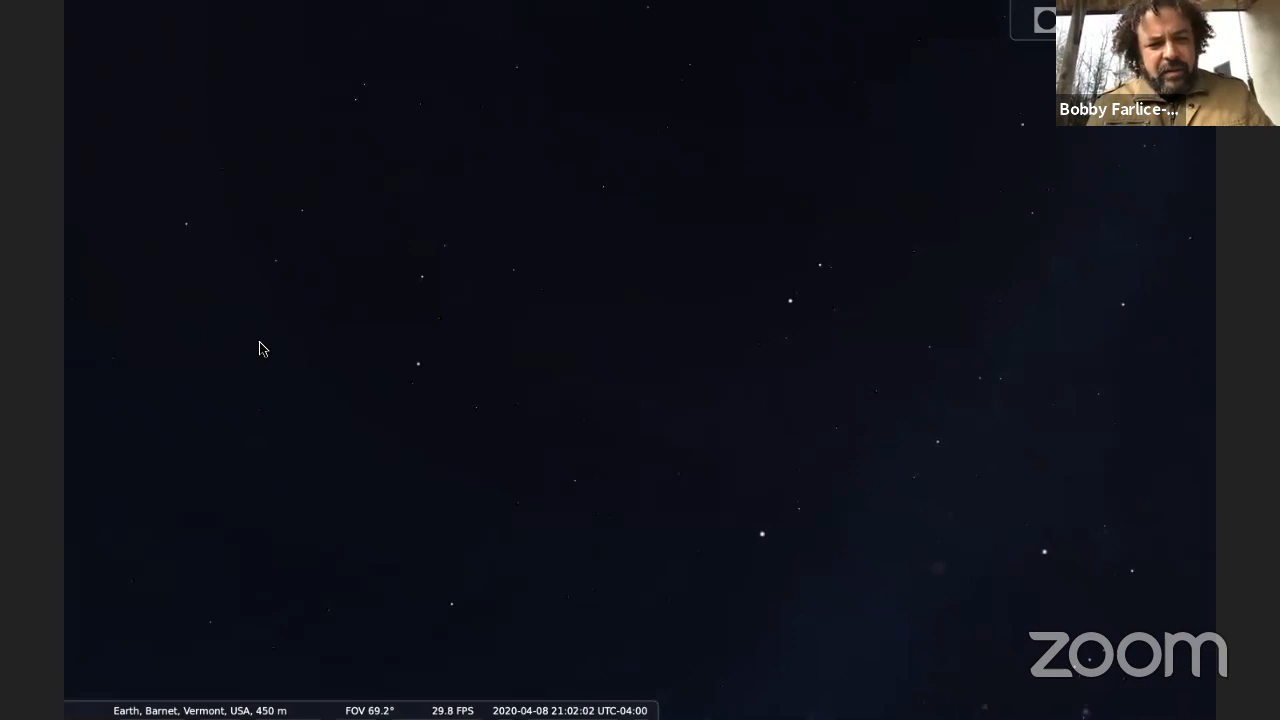 Bobby Farlice-...
zoom
Earth, Barnet, Vermont, USA, 450 m FOV 69.2° 29.8 FPS 2020-04-08 21:02:02 UTC-04:00